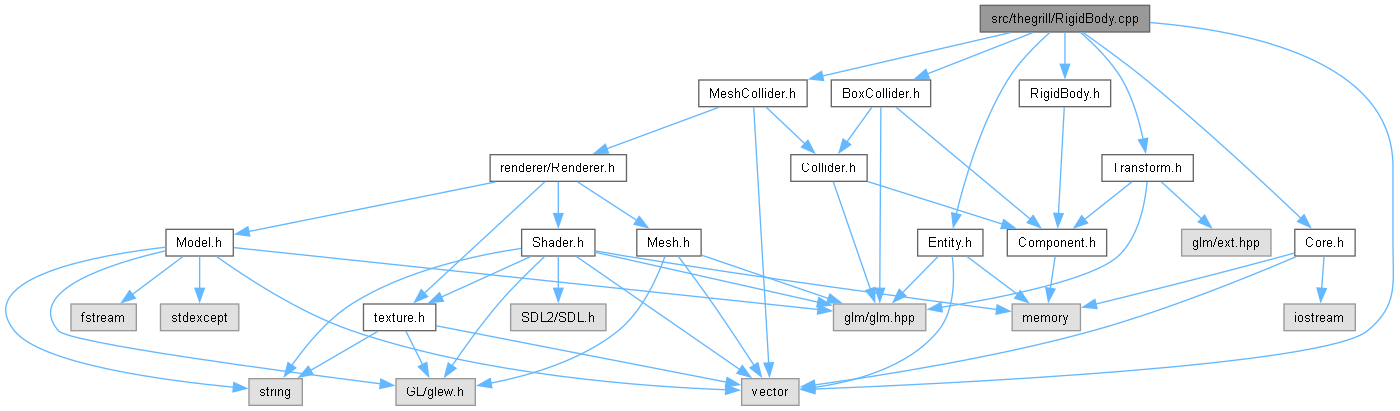 src/thegrill/RigidBody.cpp
MeshCollider.h
BoxCollider.h
RigidBody.h
renderer/Renderer.h
Collider.h
Transform.h
Model.h
Shader.h
Mesh.h
Entity.h
Component.h
glm/ext.hpp
Core.h
fstream
stdexcept
texture.h
SDL2/SDL.h
glm/glm.hpp
memory
iostream
string
GL/glew.h
vector